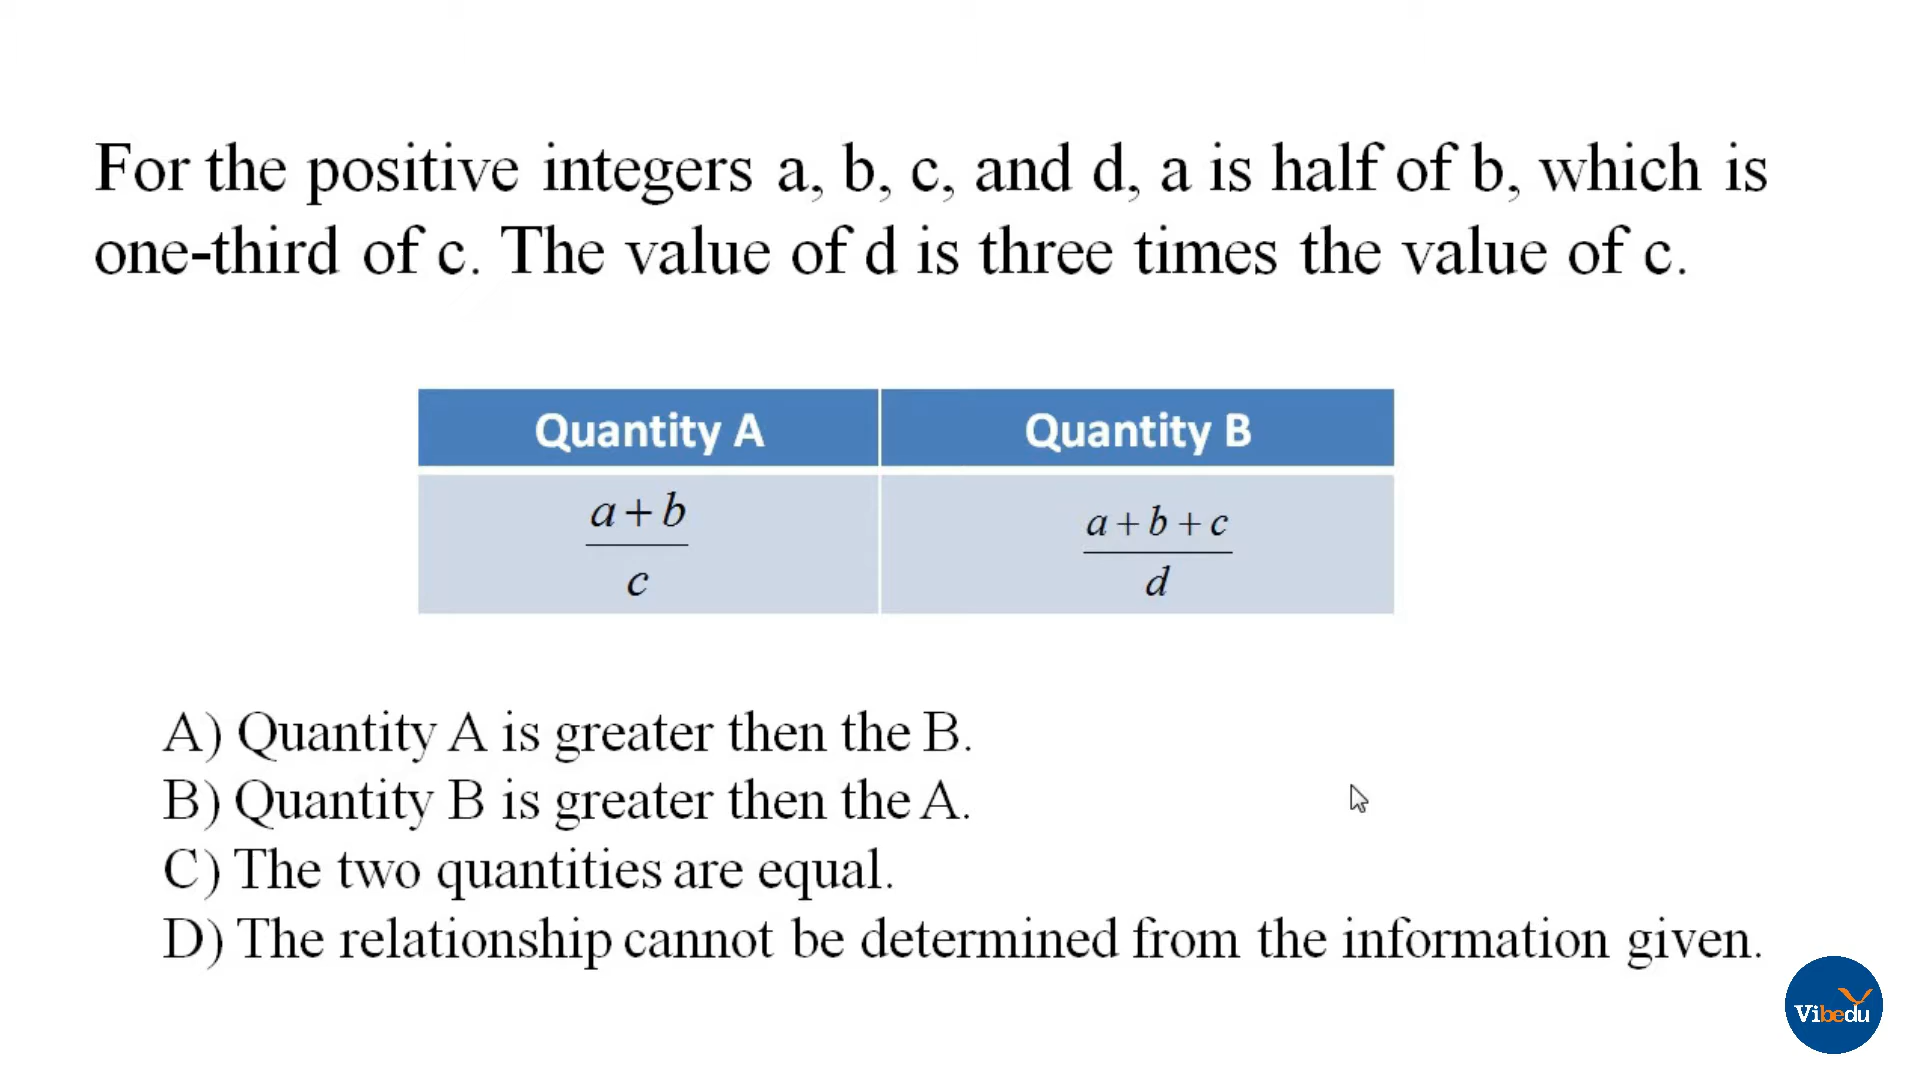 For the positive integers a, b, c, and d, a is half of b, which is
one-third of c. The value of d is three times the value of c.
Quantity A
Quantity B
a + b
c
a + b + c
d
A) Quantity A is greater then the B.
B) Quantity B is greater then the A.
C) The two quantities are equal.
D) The relationship cannot be determined from the information given.
Vibedu